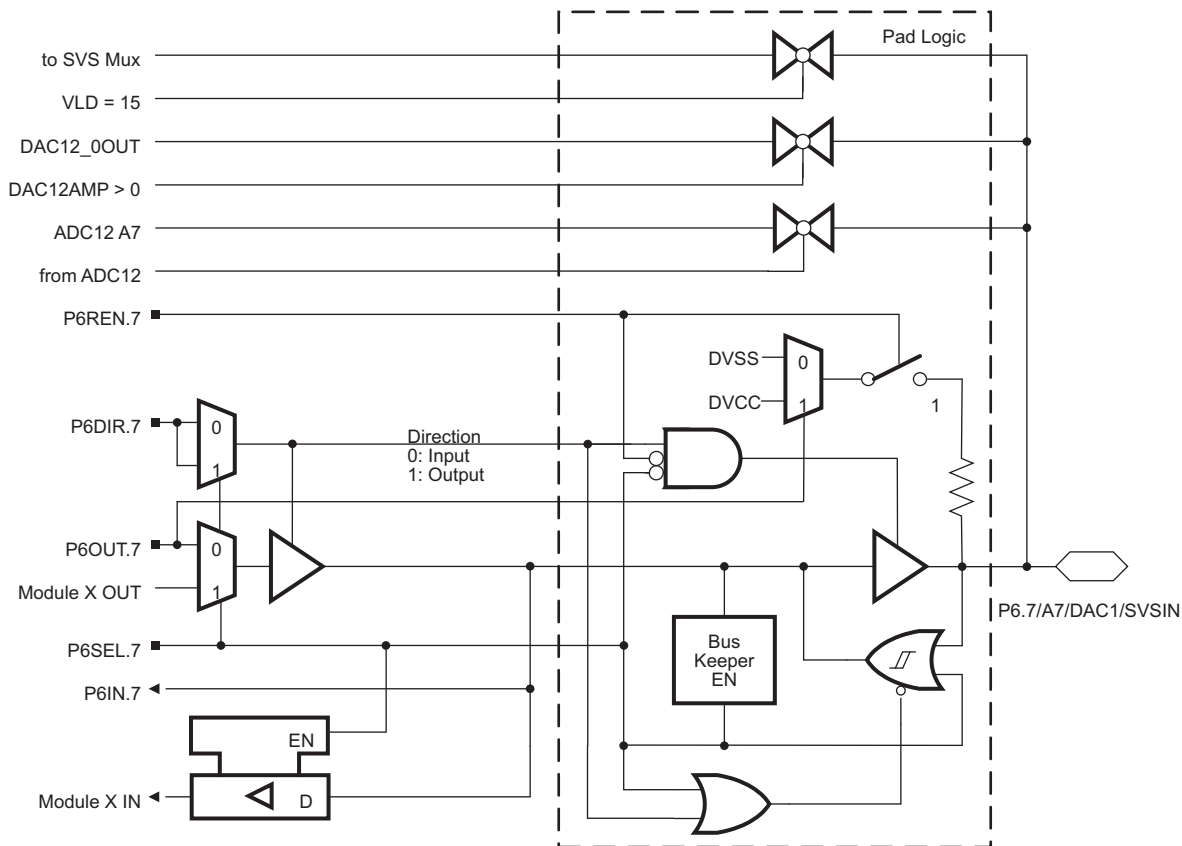 Pad Logic
to SVS Mux
VLD = 15
DAC12_0OUT
DAC12AMP > 0
ADC12 A7
from ADC12
P6REN.7
DVSS
0
DVCC
1
1
P6DIR.7
0
1
Direction
0: Input
1: Output
P6OUT.7
0
Module X OUT
1
P6.7/A7/DAC1/SVSIN
P6SEL.7
Bus
Keeper
EN
P6IN.7
EN
Module X IN
D